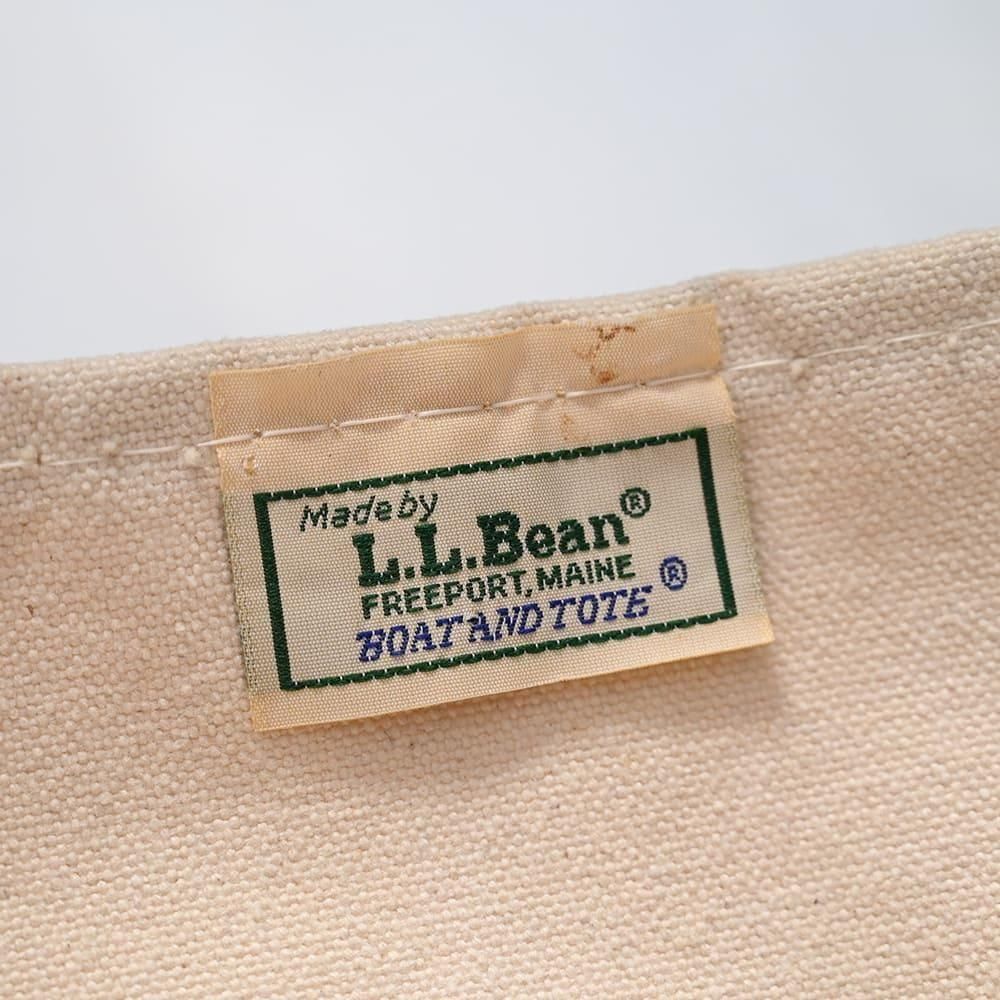 Made by
L.L.Bean®
FREEPORT, MAINE
BOAT AND TOTE ®